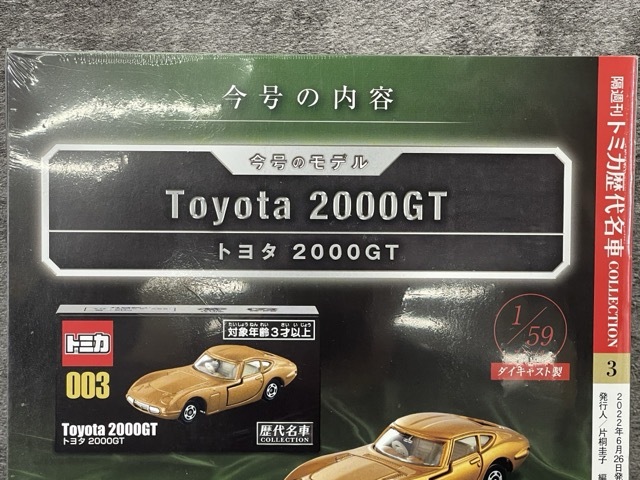 今号の内容
今号のモデル
Toyota 2000GT
トヨタ 2000GT
トミカ
003
たいしょうねんれい さいいじょう
対象年齢3才以上
Toyota 2000GT
トヨタ 2000GT
歴代名車
COLLECTION
1/59
ダイキャスト製
隔週刊トミカ歴代名車COLLECTION
3
2022年6月26日発
発行人/片桐圭子 編